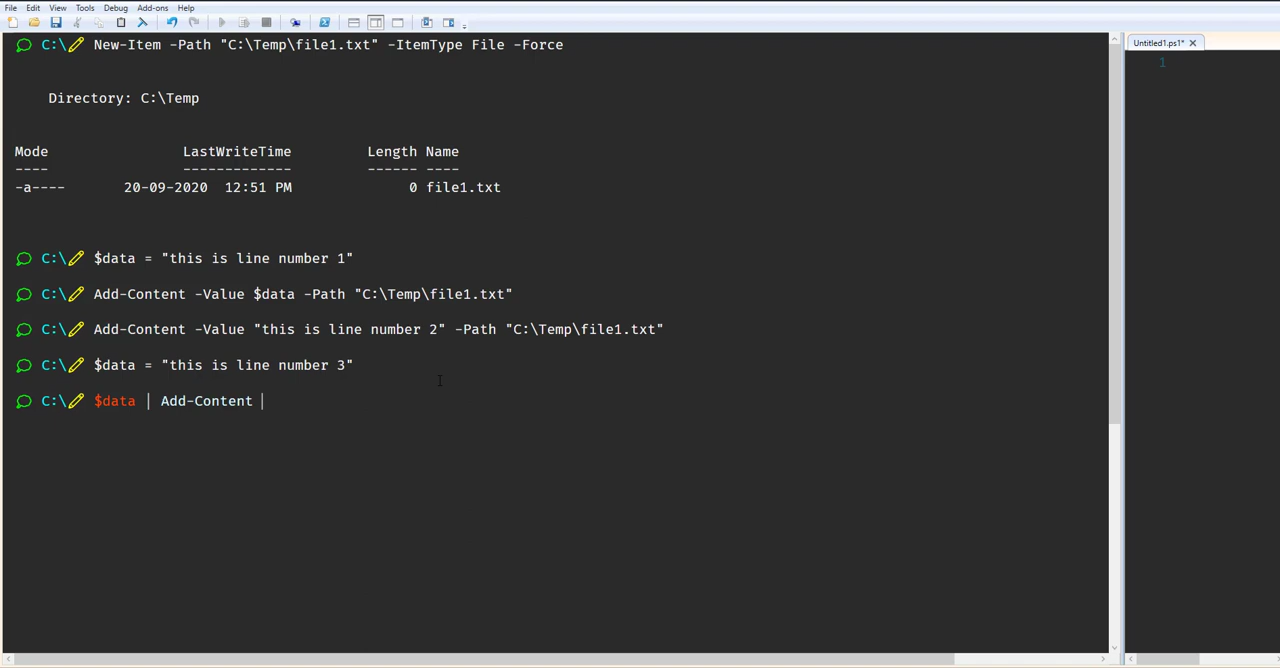 File Edit View Tools Debug Add-ons Help
C:\ New-Item -Path "C:\Temp\file1.txt" -ItemType File -Force
Untitled1.ps1* X
1
Directory: C:\Temp
Mode LastWriteTime Length Name
---- ------------- ------ ----
-a---- 20-09-2020 12:51 PM 0 file1.txt
C:\ $data = "this is line number 1"
C:\ Add-Content -Value $data -Path "C:\Temp\file1.txt"
C:\ Add-Content -Value "this is line number 2" -Path "C:\Temp\file1.txt"
C:\ $data = "this is line number 3"
C:\ $data | Add-Content